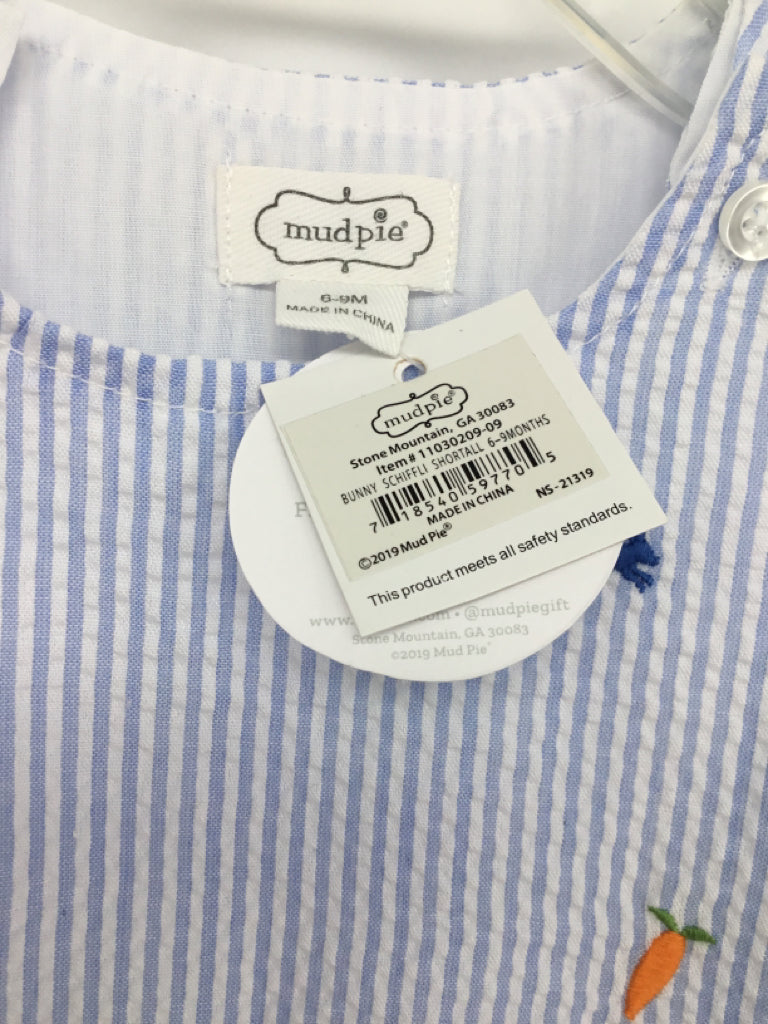 mudpie®
6-9M
MADE IN CHINA
mudpie®
Stone Mountain, GA 30083
Item# 11030209-09
BUNNY SCHIFFLI SHORTALL 6-9MONTHS
7 18540 59770 5
MADE IN CHINA NS-21319
©2019 Mud Pie®
This product meets all safety standards.
F
www. om • @mudpiegift
Stone Mountain, GA 30083
©2019 Mud Pie®